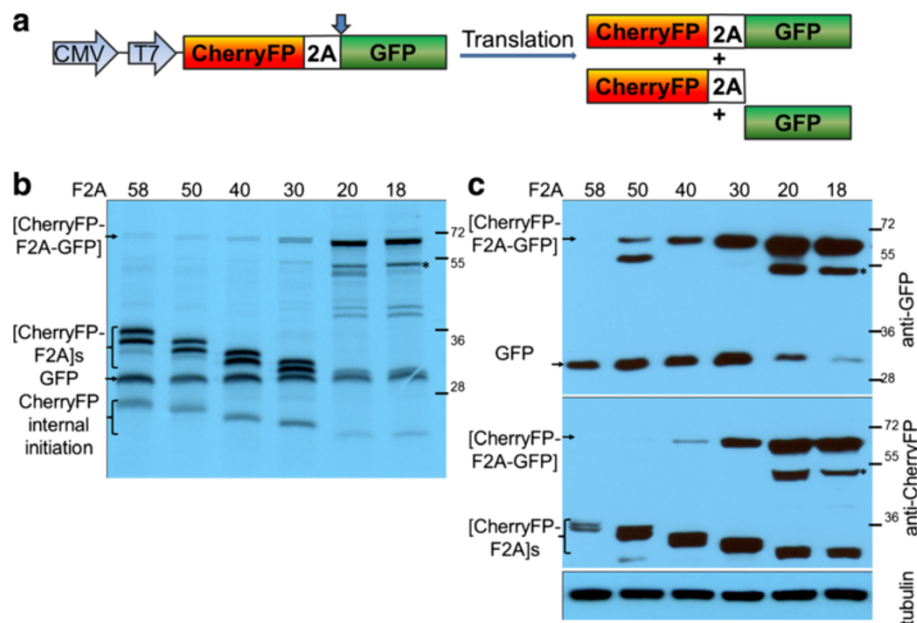 a
CMV T7 CherryFP 2A GFP
Translation
CherryFP 2A GFP
+
CherryFP 2A
+
GFP
b
F2A 58 50 40 30 20 18
[CherryFP-
F2A-GFP]
72
55
*
[CherryFP-
F2A]s
36
GFP
28
CherryFP
internal
initiation
c
F2A 58 50 40 30 20 18
[CherryFP-
F2A-GFP]
72
55
*
36
GFP
28
anti-GFP
[CherryFP-
F2A-GFP]
72
55
*
36
[CherryFP-
F2A]s
anti-CherryFP
tubulin